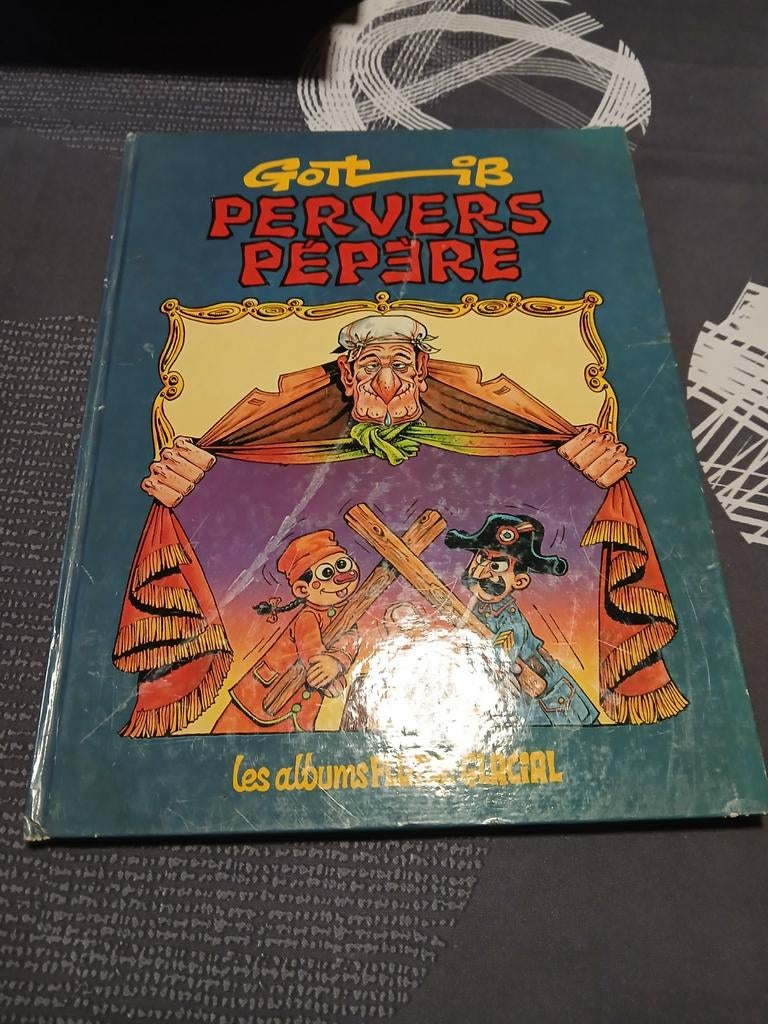 GotLiB
PERVERS
PÉPÈRE
les albums GLACiAL